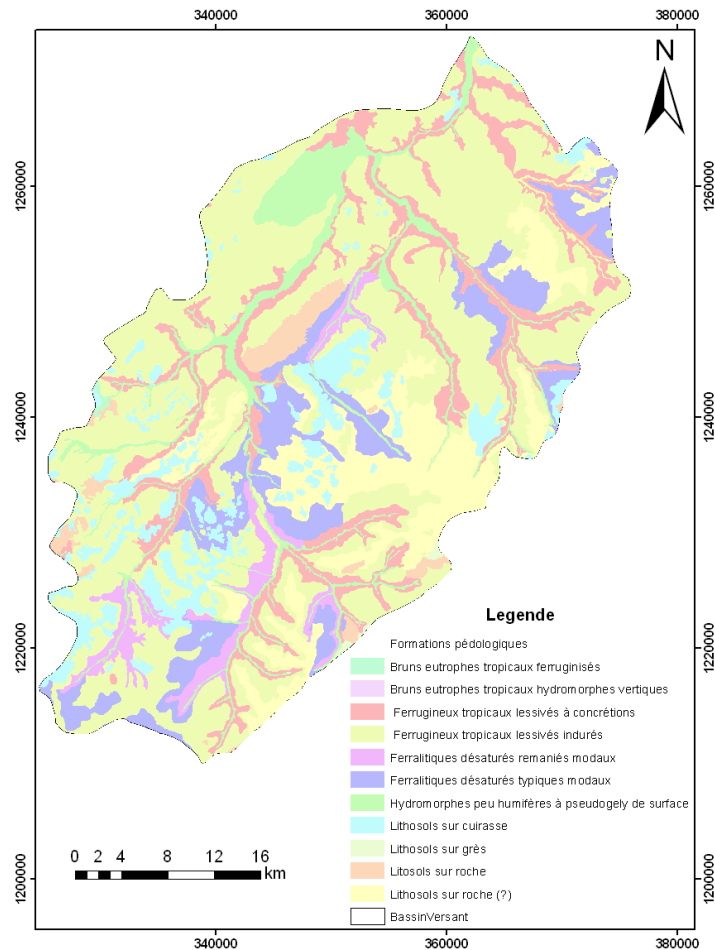 340000 360000 380000
N
1260000 1260000
1240000 1240000
Legende
1220000 1220000
Formations pédologiques
Bruns eutrophes tropicaux ferruginisés
Bruns eutrophes tropicaux hydromorphes vertiques
Ferrugineux tropicaux lessivés à concrétions
Ferrugineux tropicaux lessivés indurés
Ferralitiques désaturés remaniés modaux
Ferralitiques désaturés typiques modaux
Hydromorphes peu humifères à pseudogely de surface
Lithosols sur cuirasse
Lithosols sur grès
Litosols sur roche
Lithosols sur roche (?)
BassinVersant
0 2 4 8 12 16
km
1200000 1200000
340000 360000 380000